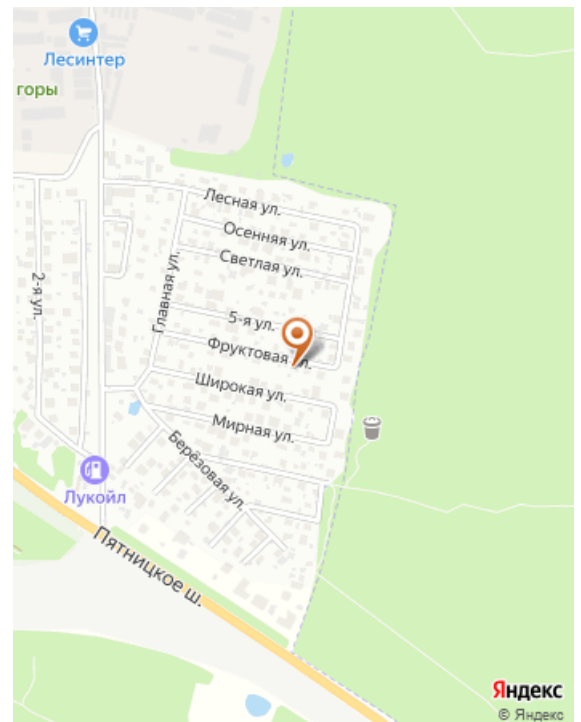 Лесинтер
горы
Лесная ул.
Осенняя ул.
Светлая ул.
2-я ул.
Главная ул.
5-я ул.
Фруктовая ул.
Широкая ул.
Мирная ул.
Берёзовая ул.
Лукойл
Пятницкое ш.
Яндекс
© Яндекс